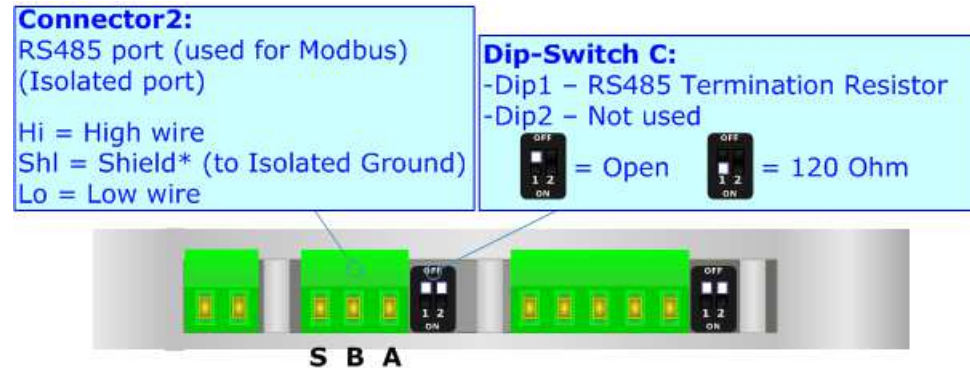 Connector2:
RS485 port (used for Modbus)
(Isolated port)
Hi = High wire
Shl = Shield* (to Isolated Ground)
Lo = Low wire
Dip-Switch C:
-Dip1 – RS485 Termination Resistor
-Dip2 – Not used
OFF
1 2
ON
= Open
OFF
1 2
ON
= 120 Ohm
OFF
1 2
ON
OFF
1 2
ON
S B A